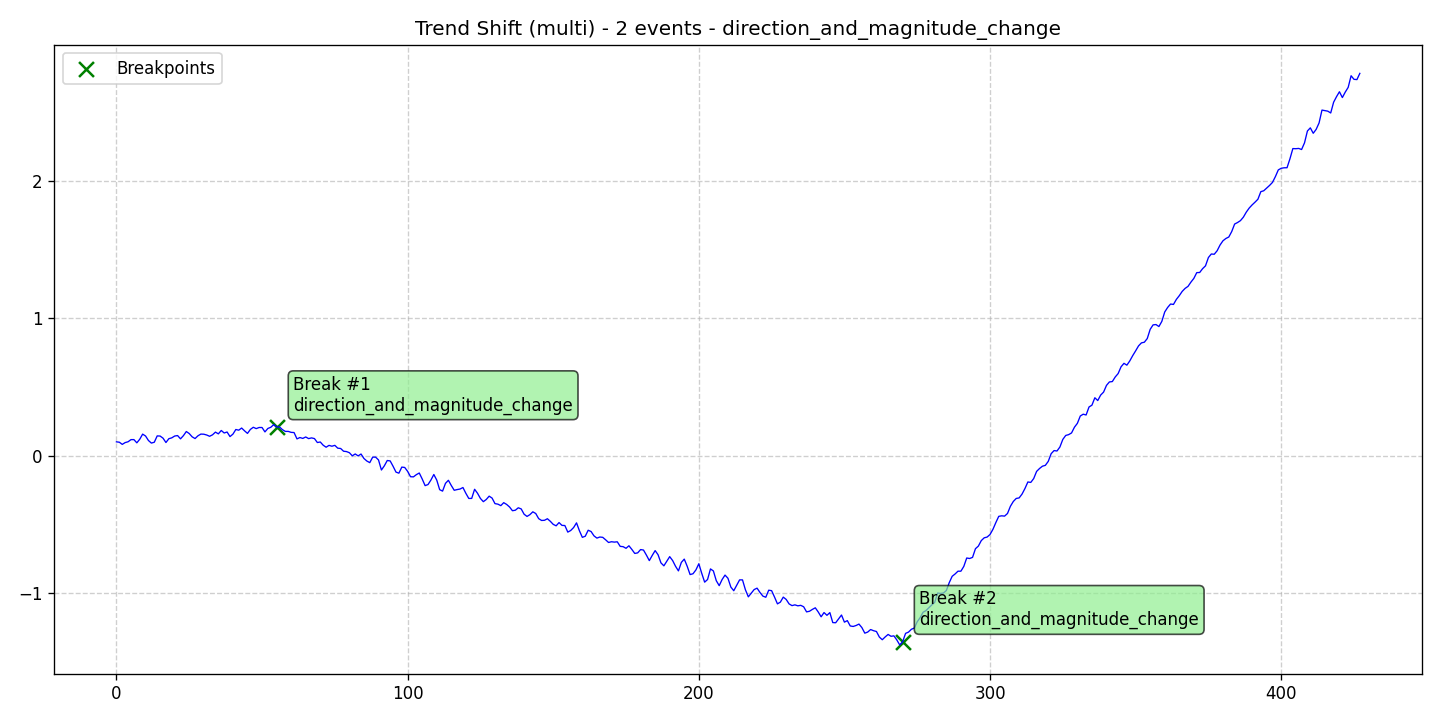 Trend Shift (multi) - 2 events - direction_and_magnitude_change
Breakpoints
2
1
0
−1
Break #1
direction_and_magnitude_change
Break #2
direction_and_magnitude_change
0
100
200
300
400